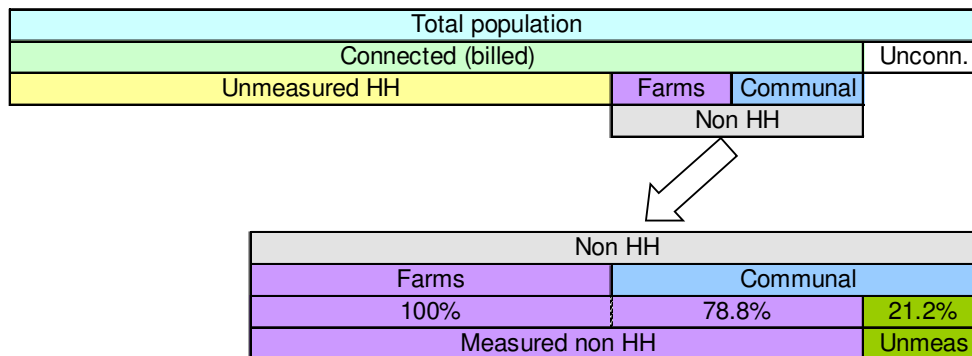 Total population
Connected (billed) Unconn.
Unmeasured HH Farms Communal
Non HH
Non HH
Farms Communal
100% 78.8% 21.2%
Measured non HH Unmeas